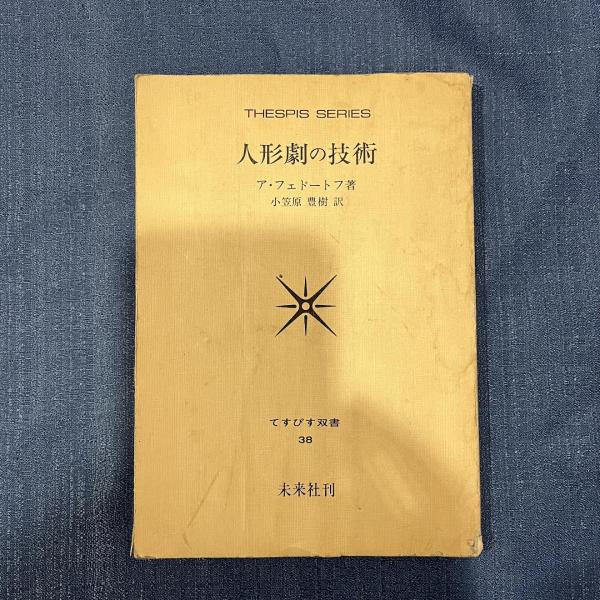 THESPIS SERIES
人形劇の技術
ア・フェドートフ著
小笠原 豊樹 訳
てすぴす双書
38
未来社刊